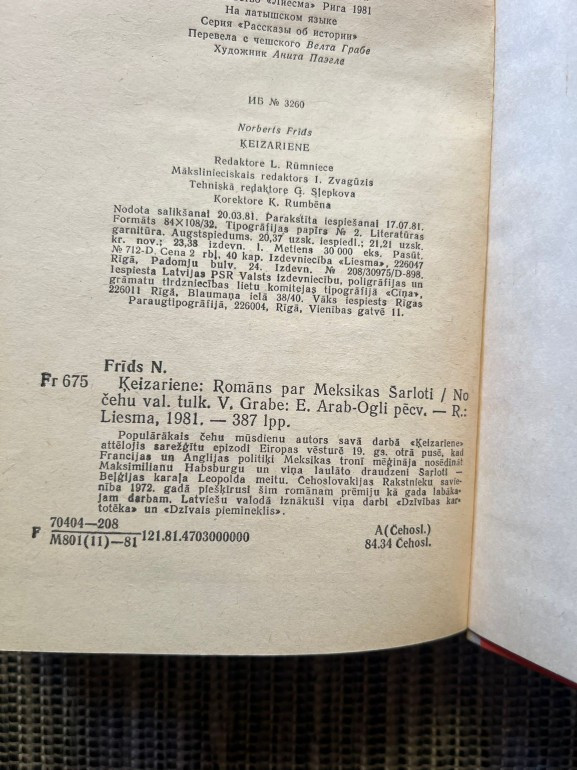 «Лиесма» Рига 1981
На латышском языке
Серия «Рассказы об истории»
Перевела с чешского Велта Грабе
Художник Анита Паэгле
ИБ № 3260
Norberts Frīds
ĶEIZARIENE
Redaktore L. Rūmniece
Mākslinieciskais redaktors I. Zvagūzis
Tehniskā redaktore G. Sļepkova
Korektore K. Rumbēna
Nodota salikšanai 20.03.81. Parakstīta iespiešanai 17.07.81.
Formāts 84×108/32. Tipogrāfijas papīrs № 2. Literatūras
garnitūra. Augstspiedums. 20,37 uzsk. iespiedl.; 21,21 uzsk.
kr. nov.; 23,38 izdevn. l. Metiens 30 000 eks. Pasūt.
№ 712-D. Cena 2 rbļ. 40 kap. Izdevniecība «Liesma», 226047
Rīgā, Padomju bulv. 24. Izdevn. № 208/30975/D-898.
Iespiesta Latvijas PSR Valsts izdevniecību, poligrāfijas un
grāmatu tirdzniecības lietu komitejas tipogrāfijā «Cīņa»,
226011 Rīgā, Blaumaņa ielā 38/40. Vāks iespiests Rīgas
Paraugtipogrāfijā, 226004, Rīgā, Vienības gatvē 11.
Frīds N.
Fr 675 Ķeizariene: Romāns par Meksikas Šarloti / No
čehu val. tulk. V. Grabe: E. Arab-Ogli pēcv. — R.:
Liesma, 1981. — 387 lpp.
Populārākais čehu mūsdienu autors savā darbā «Ķeizariene»
attēlojis sarežģītu epizodi Eiropas vēsturē 19. gs. otrā pusē, kad
Francijas un Anglijas politiķi Meksikas tronī mēģināja nosēdināt
Maksimilianu Habsburgu un viņa laulāto draudzeni Šarloti —
Beļģijas karaļa Leopolda meitu. Čehoslovakijas Rakstnieku savie-
nība 1972. gadā piešķīrusi šim romānam prēmiju kā gada labāka-
jam darbam. Latviešu valodā iznākuši viņa darbi «Dzīvības kar-
totēka» un «Dzīvais piemineklis».
F 70404—208
M801(11)—81 121.81.4703000000
A(Čehosl.)
84.34 Čehosl.